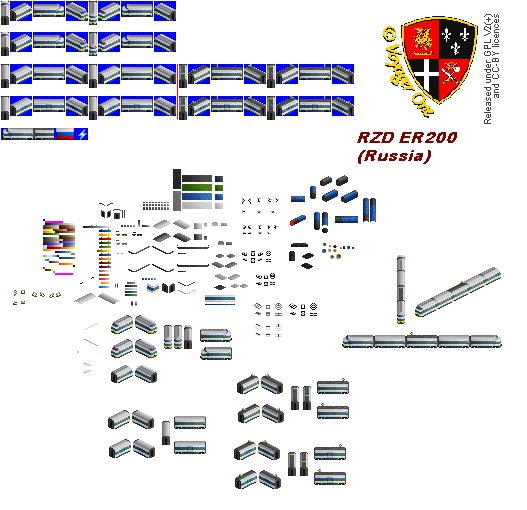 © Voyager One
Released under GPL v2(+)
and CC-BY licences
RZD ER200
(Russia)